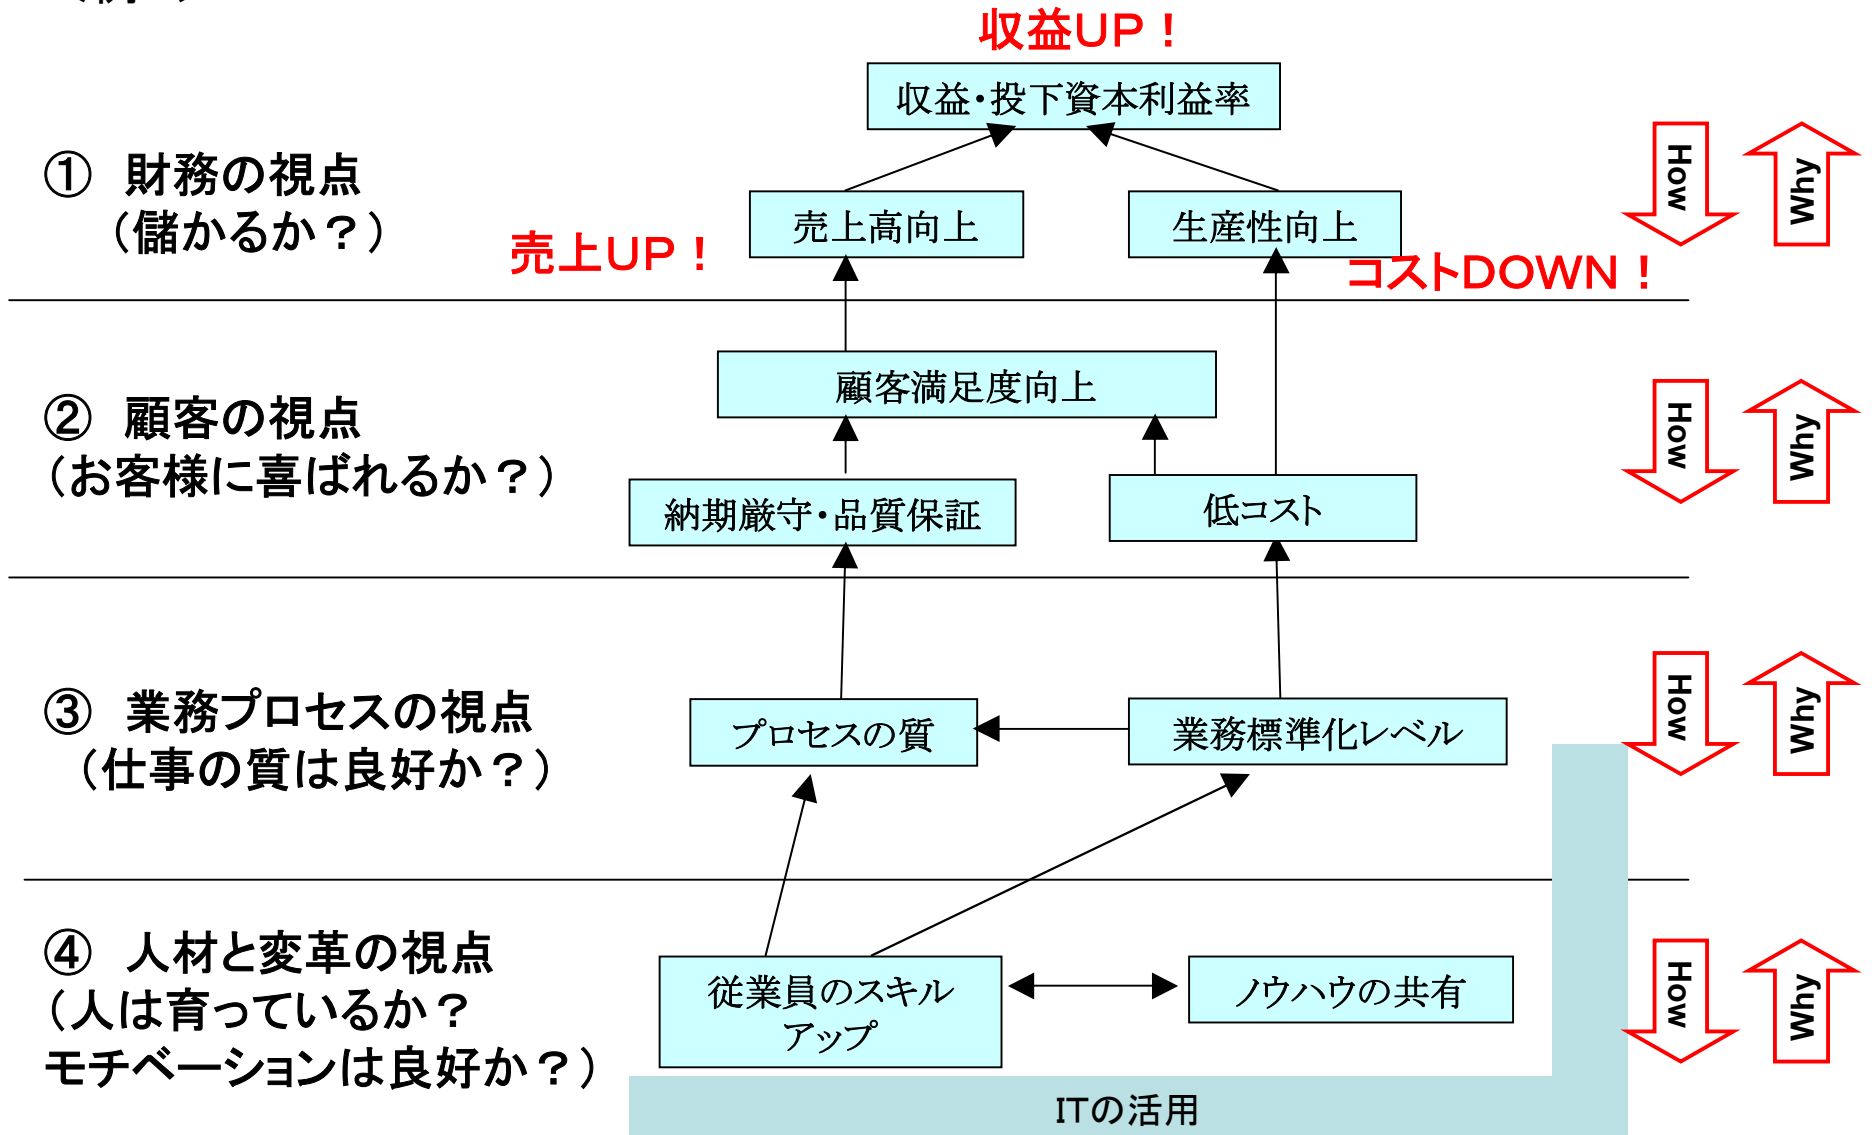 収益UP！
収益・投下資本利益率
① 財務の視点
（儲かるか？）
売上高向上
生産性向上
売上UP！
コストDOWN！
How
Why
顧客満足度向上
② 顧客の視点
（お客様に喜ばれるか？）
納期厳守・品質保証
低コスト
How
Why
③ 業務プロセスの視点
（仕事の質は良好か？）
プロセスの質
業務標準化レベル
How
Why
④ 人材と変革の視点
（人は育っているか？
モチベーションは良好か？）
従業員のスキル
アップ
ノウハウの共有
How
Why
ITの活用